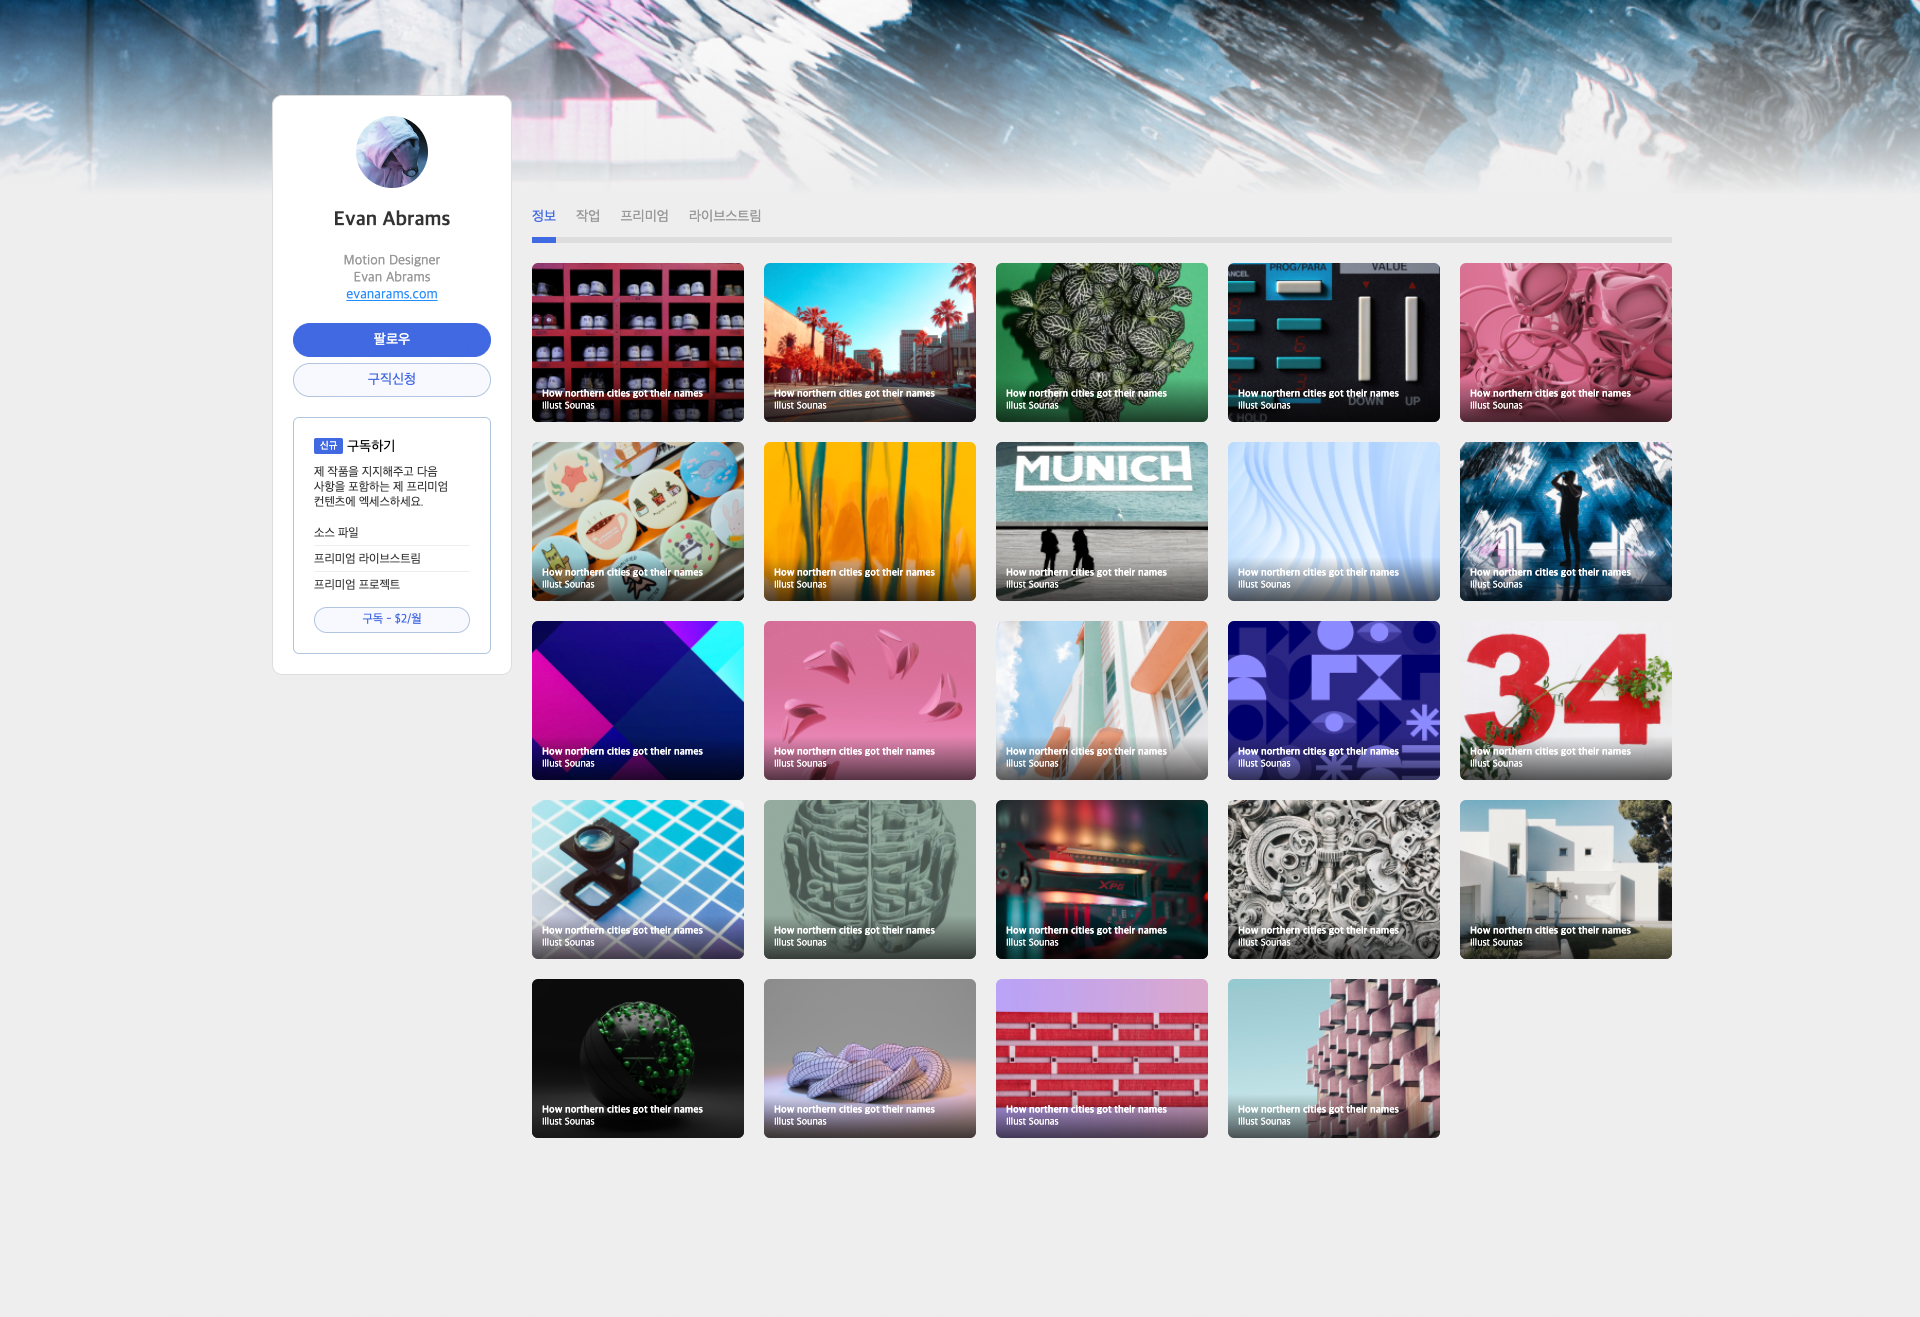 Evan Abrams
Motion Designer
Evan Abrams
evanarams.com
팔로우
구직신청
신규 구독하기
제 작품을 지지해주고 다음
사항을 포함하는 제 프리미엄
컨텐츠에 엑세스하세요.
소스 파일
프리미엄 라이브스트림
프리미엄 프로젝트
구독 - $2/월
정보 작업 프리미엄 라이브스트림
How northern cities got their names
Illust Sounas
How northern cities got their names
Illust Sounas
How northern cities got their names
Illust Sounas
PROG/PARA
VALUE
How northern cities got their names
Illust Sounas
DOWN UP
HOLD
How northern cities got their names
Illust Sounas
How northern cities got their names
Illust Sounas
How northern cities got their names
Illust Sounas
MUNICH
How northern cities got their names
Illust Sounas
How northern cities got their names
Illust Sounas
How northern cities got their names
Illust Sounas
How northern cities got their names
Illust Sounas
How northern cities got their names
Illust Sounas
How northern cities got their names
Illust Sounas
How northern cities got their names
Illust Sounas
34
How northern cities got their names
Illust Sounas
How northern cities got their names
Illust Sounas
How northern cities got their names
Illust Sounas
XPG
How northern cities got their names
Illust Sounas
How northern cities got their names
Illust Sounas
How northern cities got their names
Illust Sounas
How northern cities got their names
Illust Sounas
How northern cities got their names
Illust Sounas
How northern cities got their names
Illust Sounas
How northern cities got their names
Illust Sounas